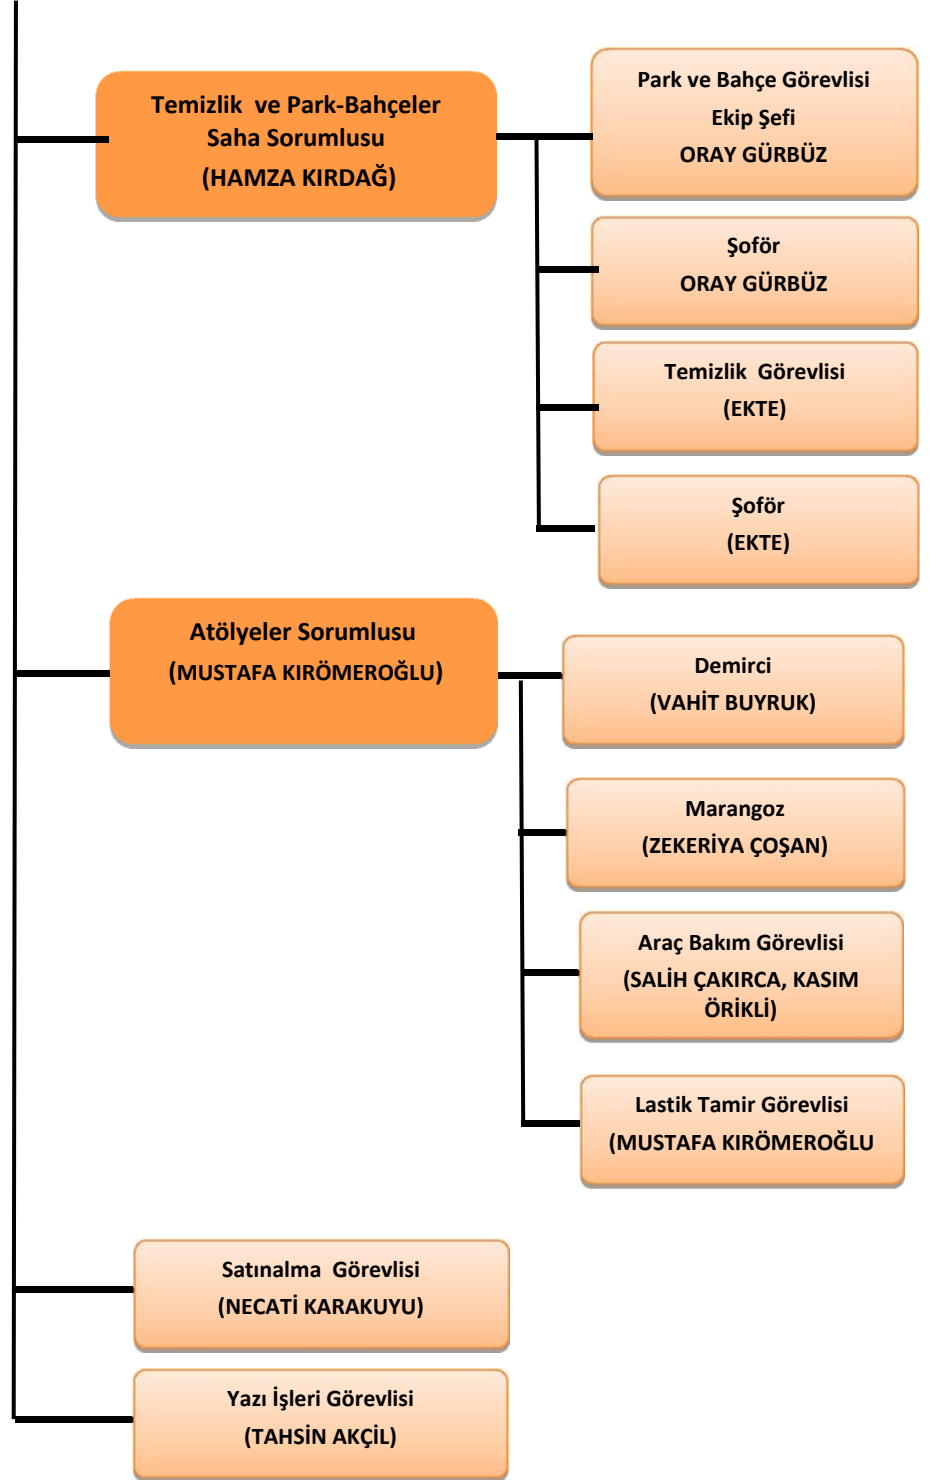 Temizlik ve Park-Bahçeler
Saha Sorumlusu
(HAMZA KIRDAĞ)
Park ve Bahçe Görevlisi
Ekip Şefi
ORAY GÜRBÜZ
Şoför
ORAY GÜRBÜZ
Temizlik Görevlisi
(EKTE)
Şoför
(EKTE)
Atölyeler Sorumlusu
(MUSTAFA KIRÖMEROĞLU)
Demirci
(VAHİT BUYRUK)
Marangoz
(ZEKERİYA ÇOŞAN)
Araç Bakım Görevlisi
(SALİH ÇAKIRCA, KASIM
ÖRİKLİ)
Lastik Tamir Görevlisi
(MUSTAFA KIRÖMEROĞLU
Satınalma Görevlisi
(NECATİ KARAKUYU)
Yazı İşleri Görevlisi
(TAHSİN AKÇİL)